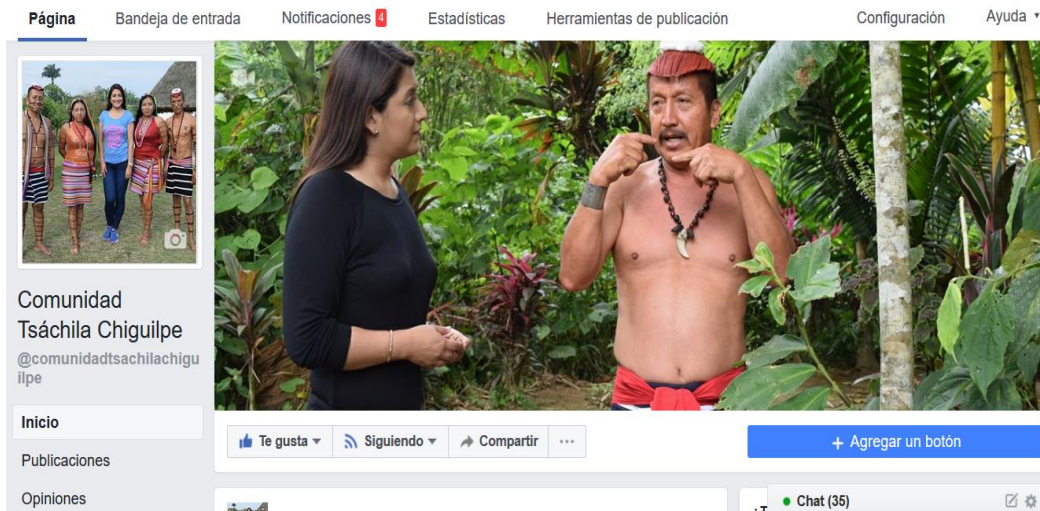 Página Bandeja de entrada Notificaciones 4 Estadísticas Herramientas de publicación Configuración Ayuda
Comunidad
Tsáchila Chiguilpe
@comunidadtsachilachigu
ilpe
Inicio
Publicaciones
Opiniones
Te gusta Siguiendo Compartir ...
+ Agregar un botón
Chat (35)